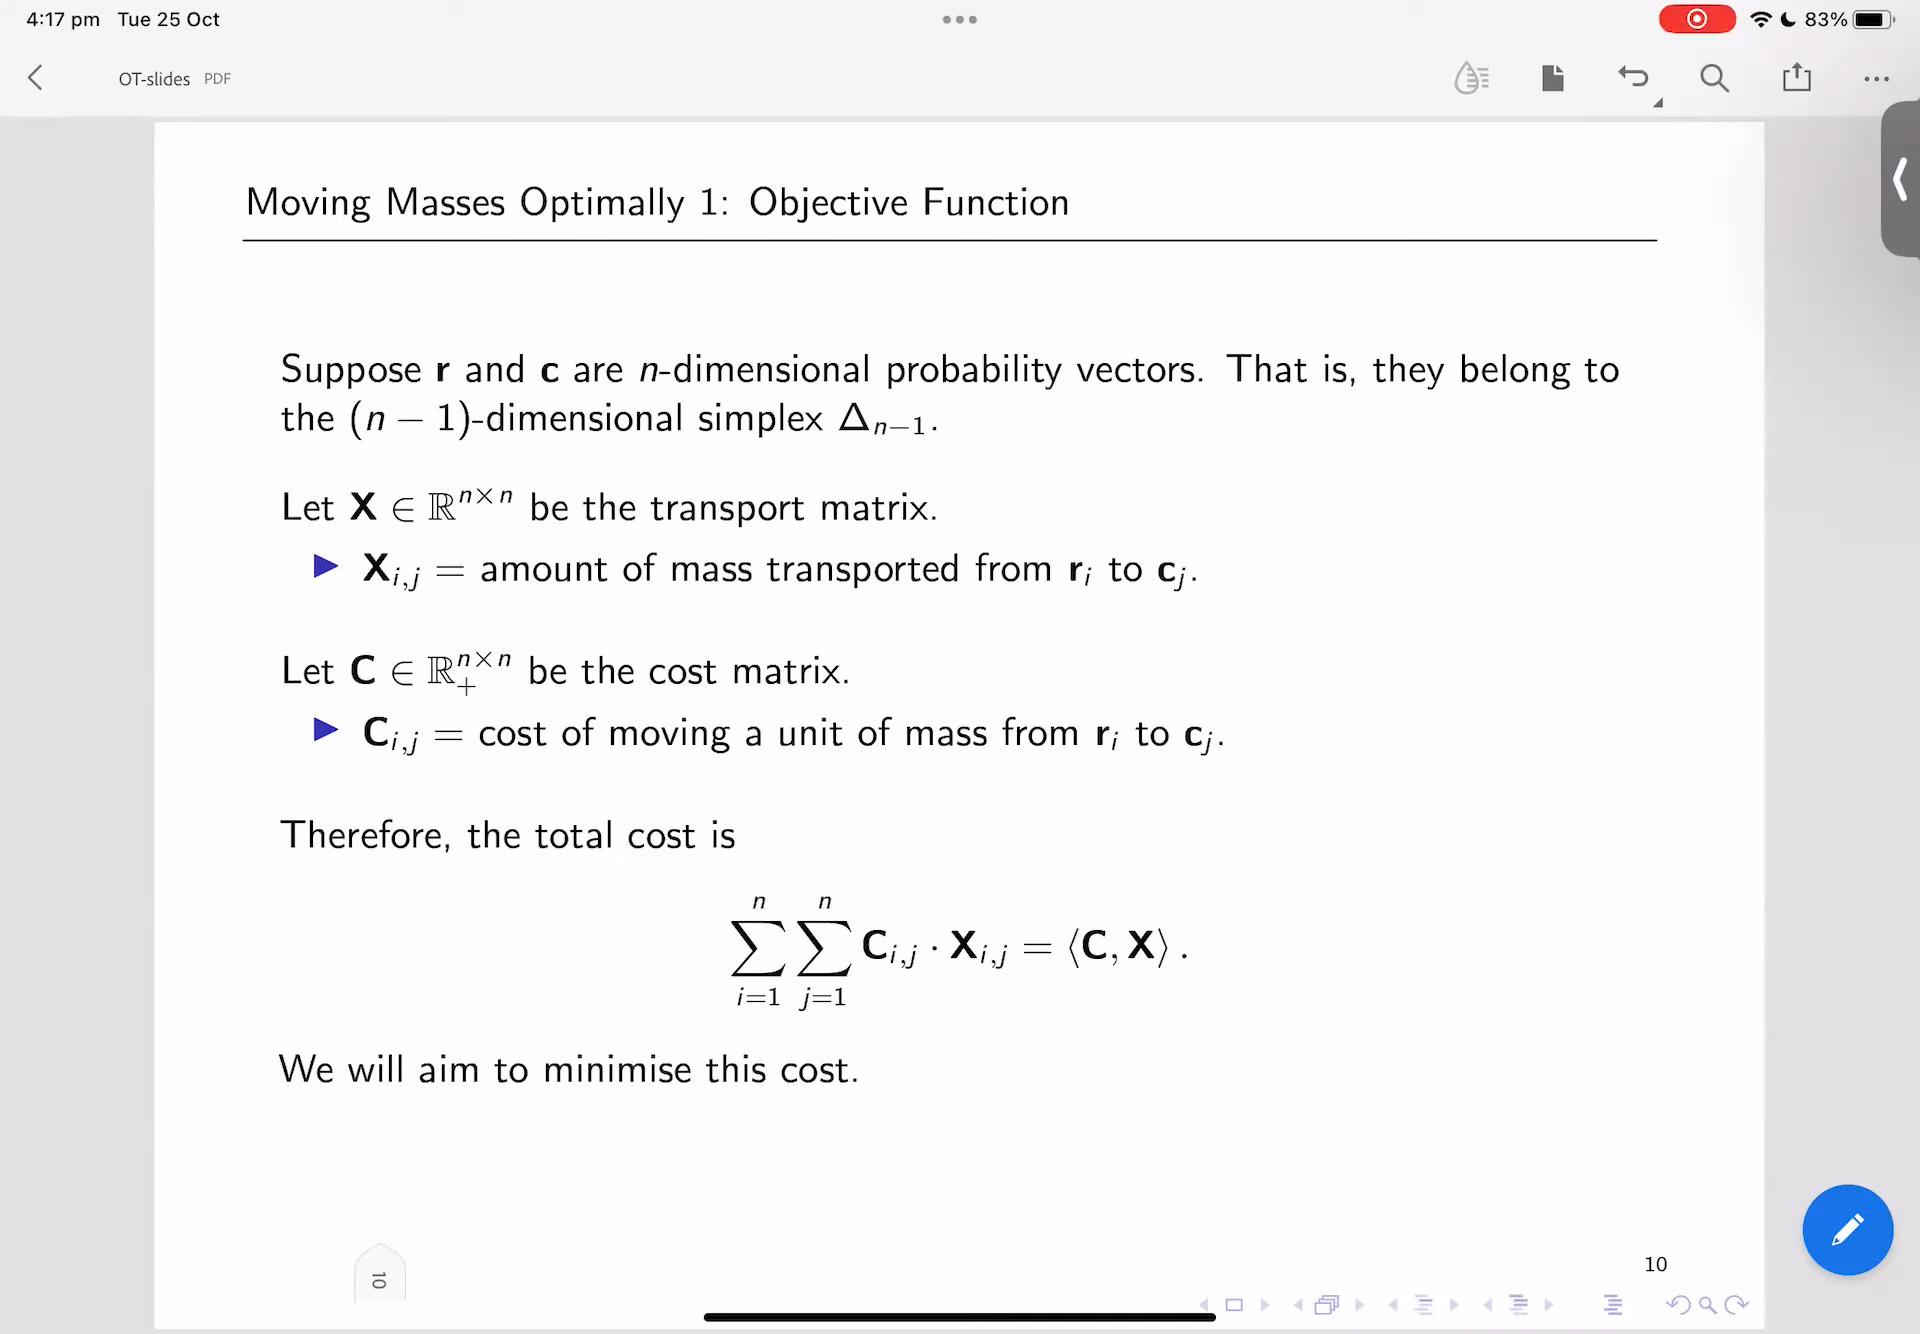 4:17 pm Tue 25 Oct
83%
OT-slides PDF
Moving Masses Optimally 1: Objective Function
Suppose r and c are n-dimensional probability vectors. That is, they belong to
the (n − 1)-dimensional simplex Δₙ₋₁.
Let X ∈ ℝⁿˣⁿ be the transport matrix.
▶ X_{i,j} = amount of mass transported from r_i to c_j.
Let C ∈ ℝ₊ⁿˣⁿ be the cost matrix.
▶ C_{i,j} = cost of moving a unit of mass from r_i to c_j.
Therefore, the total cost is
∑_{i=1}^{n} ∑_{j=1}^{n} C_{i,j} · X_{i,j} = ⟨C, X⟩ .
We will aim to minimise this cost.
10
10